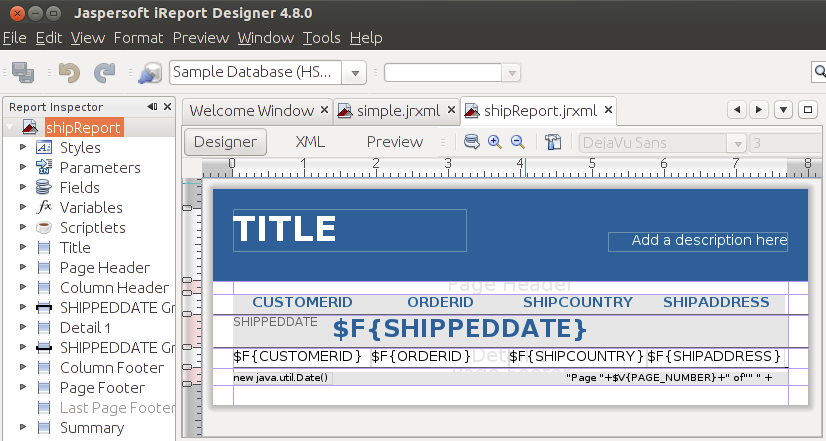 Jaspersoft iReport Designer 4.8.0
File Edit View Format Preview Window Tools Help
Sample Database (HS...
Report Inspector
Welcome Window simple.jrxml shipReport.jrxml
shipReport
Designer XML Preview DejaVu Sans 3
Styles
Parameters
Fields
Variables
Scriptlets
Title
Page Header
Column Header
SHIPPEDDATE Gr
Detail 1
SHIPPEDDATE Gr
Column Footer
Page Footer
Last Page Footer
Summary
0 1 2 3 4 5 6 7 8
TITLE
Add a description here
Page Header
CUSTOMERID ORDERID SHIPCOUNTRY SHIPADDRESS
SHIPPEDDATE $F{SHIPPEDDATE}
$F{CUSTOMERID} $F{ORDERID} $F{SHIPCOUNTRY} $F{SHIPADDRESS}
new java.util.Date() "Page "+$V{PAGE_NUMBER}+" of"" " +